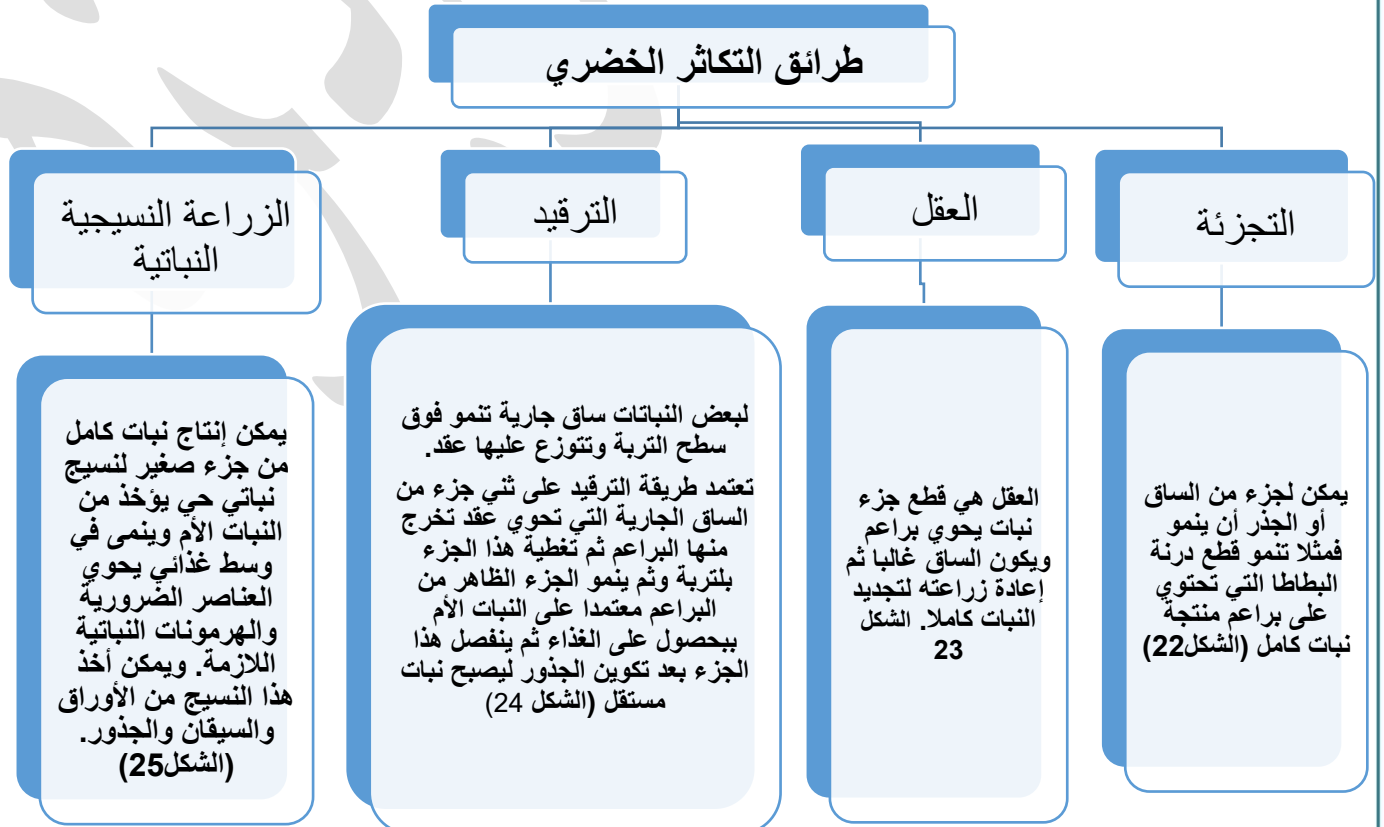 طرائق التكاثر الخضري
التجزئة
يمكن لجزء من الساق
أو الجذر أن ينمو
فمثلا تنمو قطع درنة
البطاطا التي تحتوي
على براعم منتجة
نبات كامل (الشكل22)
العقل
العقل هي قطع جزء
نبات يحوي براعم
ويكون الساق غالبا ثم
إعادة زراعته لتجديد
النبات كاملا. الشكل
23
الترقيد
لبعض النباتات ساق جارية تنمو فوق
سطح التربة وتتوزع عليها عقد.
تعتمد طريقة الترقيد على ثني جزء من
الساق الجارية التي تحوي عقد تخرج
منها البراعم ثم تغطية هذا الجزء
بلتربة وثم ينمو الجزء الظاهر من
البراعم معتمدا على النبات الأم
ببحصول على الغذاء ثم ينفصل هذا
الجزء بعد تكوين الجذور ليصبح نبات
مستقل (الشكل 24)
الزراعة النسيجية
النباتية
يمكن إنتاج نبات كامل
من جزء صغير لنسيج
نباتي حي يؤخذ من
النبات الأم وينمى في
وسط غذائي يحوي
العناصر الضرورية
والهرمونات النباتية
اللازمة. ويمكن أخذ
هذا النسيج من الأوراق
والسيقان والجذور.
(الشكل25)